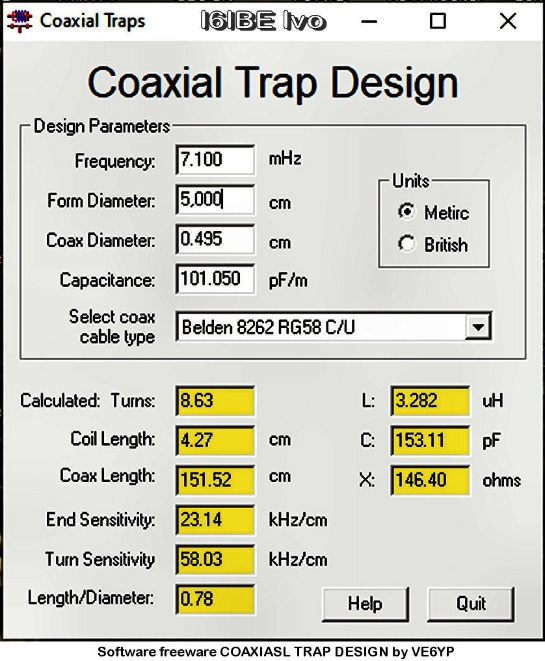 Coaxial Traps I6IBE Ivo
Coaxial Trap Design
Design Parameters
Frequency: 7.100 mHz
Form Diameter: 5,000 cm
Coax Diameter: 0.495 cm
Capacitance: 101.050 pF/m
Units
Metirc
British
Select coax
cable type
Belden 8262 RG58 C/U
Calculated: Turns: 8.63 L: 3.282 uH
Coil Length: 4.27 cm C: 153.11 pF
Coax Length: 151.52 cm X: 146.40 ohms
End Sensitivity: 23.14 kHz/cm
Turn Sensitivity 58.03 kHz/cm
Length/Diameter: 0.78
Help Quit
Software freeware COAXIASL TRAP DESIGN by VE6YP